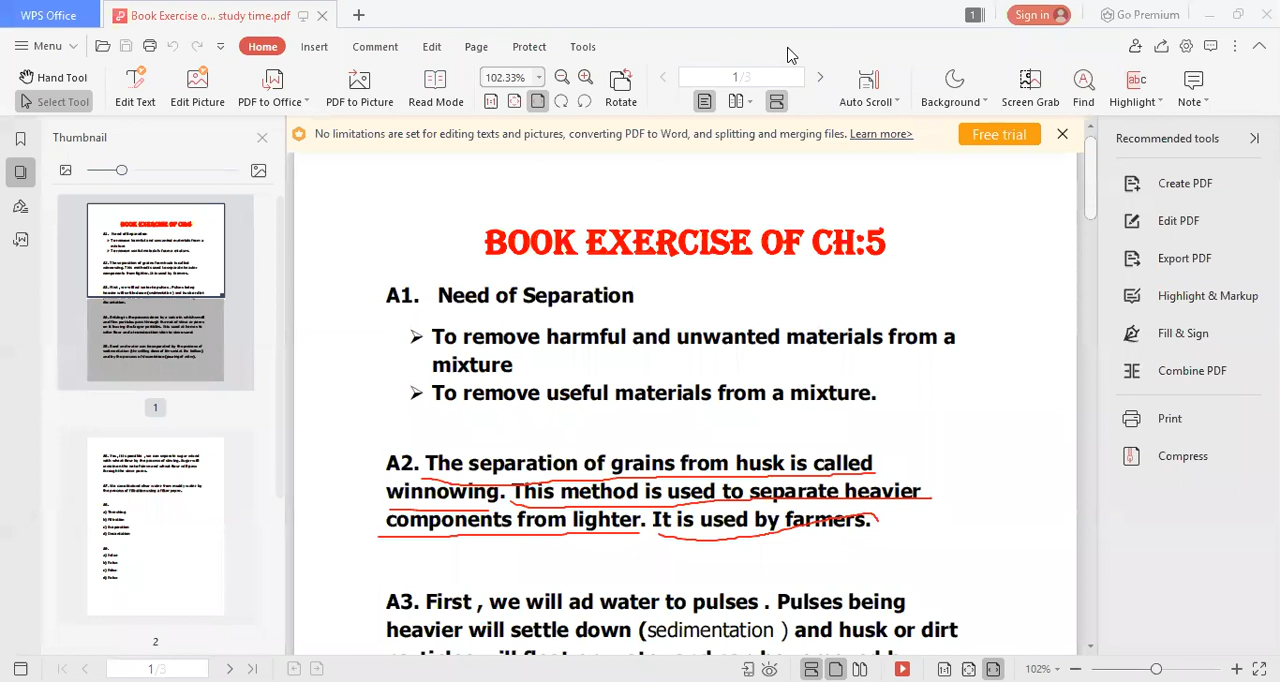 WPS Office
Book Exercise o... study time.pdf
1
Sign in
Go Premium
Menu
Home
Insert
Comment
Edit
Page
Protect
Tools
Hand Tool
Select Tool
Edit Text
Edit Picture
PDF to Office
PDF to Picture
Read Mode
102.33%
Rotate
1/3
Auto Scroll
Background
Screen Grab
Find
Highlight
Note
Thumbnail
No limitations are set for editing texts and pictures, converting PDF to Word, and splitting and merging files. Learn more>
Free trial
Recommended tools
Create PDF
Edit PDF
Export PDF
Highlight & Markup
Fill & Sign
Combine PDF
Print
Compress
1
2
BOOK EXERCISE OF CH:5
A1. Need of Separation
➢ To remove harmful and unwanted materials from a
mixture
➢ To remove useful materials from a mixture.
A2. The separation of grains from husk is called
winnowing. This method is used to separate heavier
components from lighter. It is used by farmers.
A3. First , we will ad water to pulses . Pulses being
heavier will settle down (sedimentation ) and husk or dirt
1/3
102%